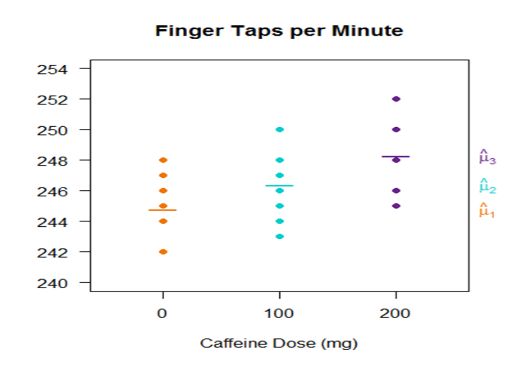 Finger Taps per Minute
254
252
250
248
246
244
242
240
μ̂₃
μ̂₂
μ̂₁
0 100 200
Caffeine Dose (mg)